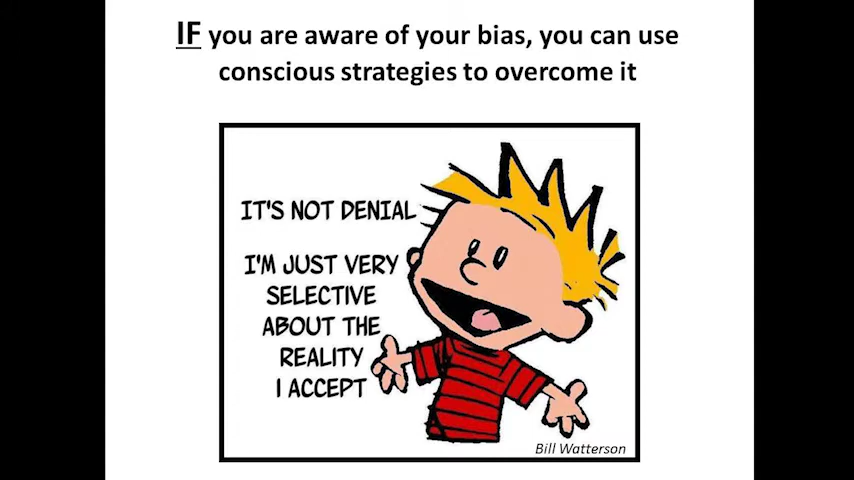 IF you are aware of your bias, you can use
conscious strategies to overcome it
IT'S NOT DENIAL
I'M JUST VERY
SELECTIVE
ABOUT THE
REALITY
I ACCEPT
Bill Watterson